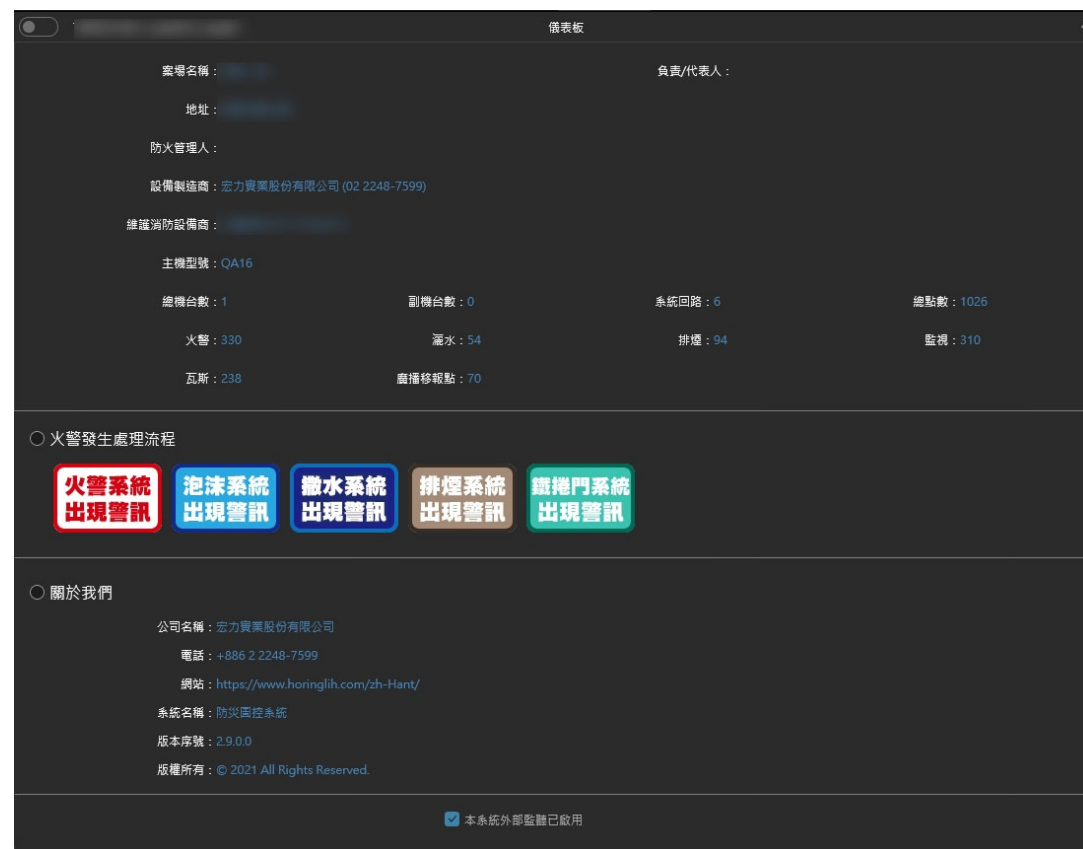 儀表板
案場名稱： 負責/代表人：
地址：
防火管理人：
設備製造商：宏力實業股份有限公司 (02 2248-7599)
維護消防設備商：
主機型號：QA16
總機台數：1 副機台數：0 系統回路：6 總點數：1026
火警：330 灑水：54 排煙：94 監視：310
瓦斯：238 廣播移報點：70
火警發生處理流程
火警系統 泡沫系統 撒水系統 排煙系統 鐵捲門系統
出現警訊 出現警訊 出現警訊 出現警訊 出現警訊
關於我們
公司名稱：宏力實業股份有限公司
電話：+886 2 2248-7599
網站：https://www.horinglih.com/zh-Hant/
系統名稱：防災圖控系統
版本序號：2.9.0.0
版權所有：© 2021 All Rights Reserved.
本系統外部監聽已啟用